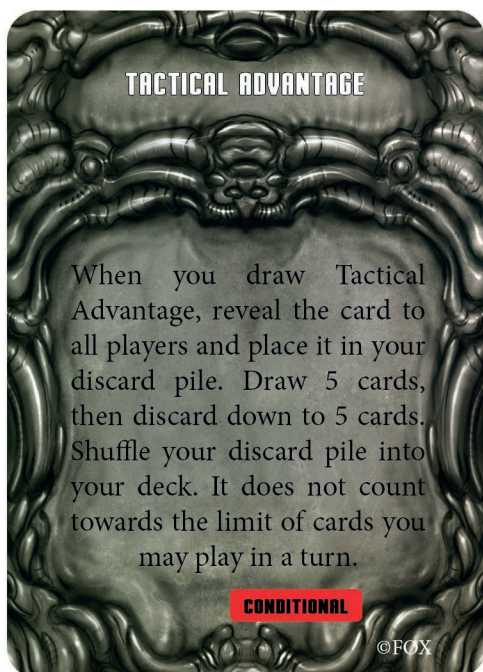 TACTICAL ADVANTAGE
When you draw Tactical
Advantage, reveal the card to
all players and place it in your
discard pile. Draw 5 cards,
then discard down to 5 cards.
Shuffle your discard pile into
your deck. It does not count
towards the limit of cards you
may play in a turn.
CONDITIONAL
©FOX